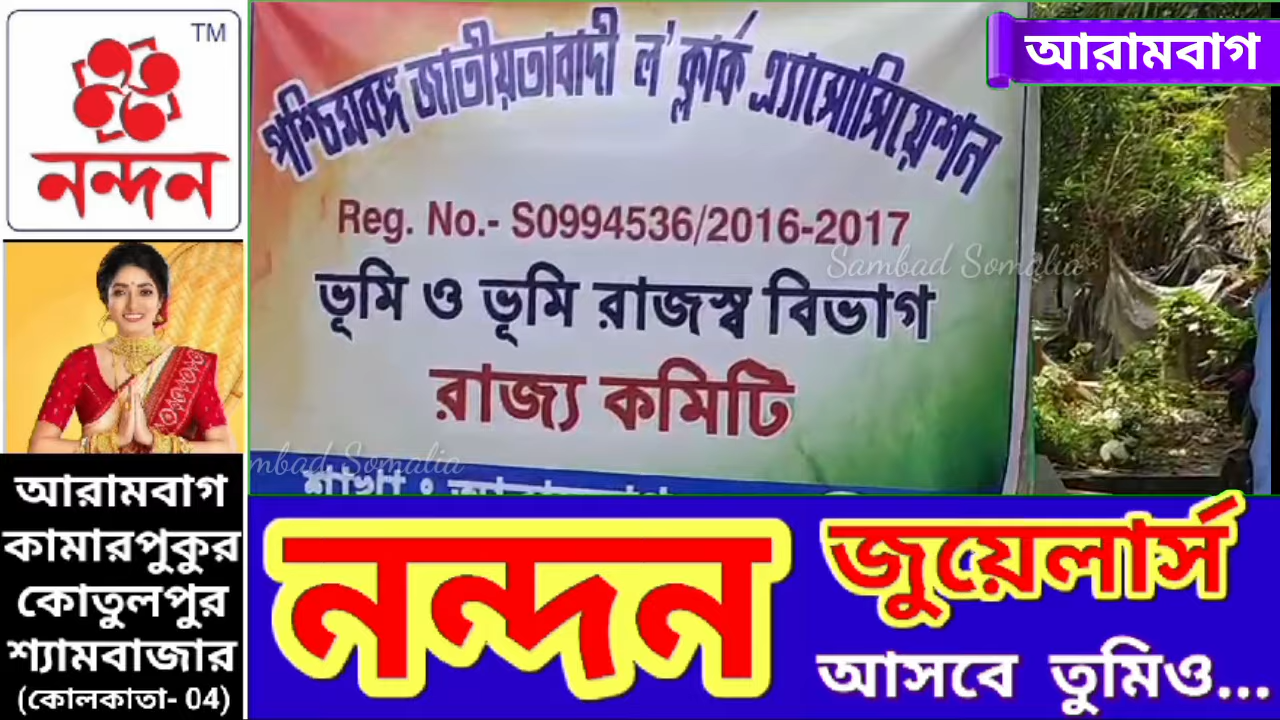 TM
নন্দন
আরামবাগ
কামারপুকুর
কোতুলপুর
শ্যামবাজার
(কোলকাতা- 04)
পশ্চিমবঙ্গ জাতীয়তাবাদী ল' ক্লার্ক এ্যাসোসিয়েশন
Reg. No.- S0994536/2016-2017
Sambad Somalia
ভূমি ও ভূমি রাজস্ব বিভাগ
রাজ্য কমিটি
mbad Somalia
শাখা :
আরামবাগ
নন্দন জুয়েলার্স
আসবে তুমিও...